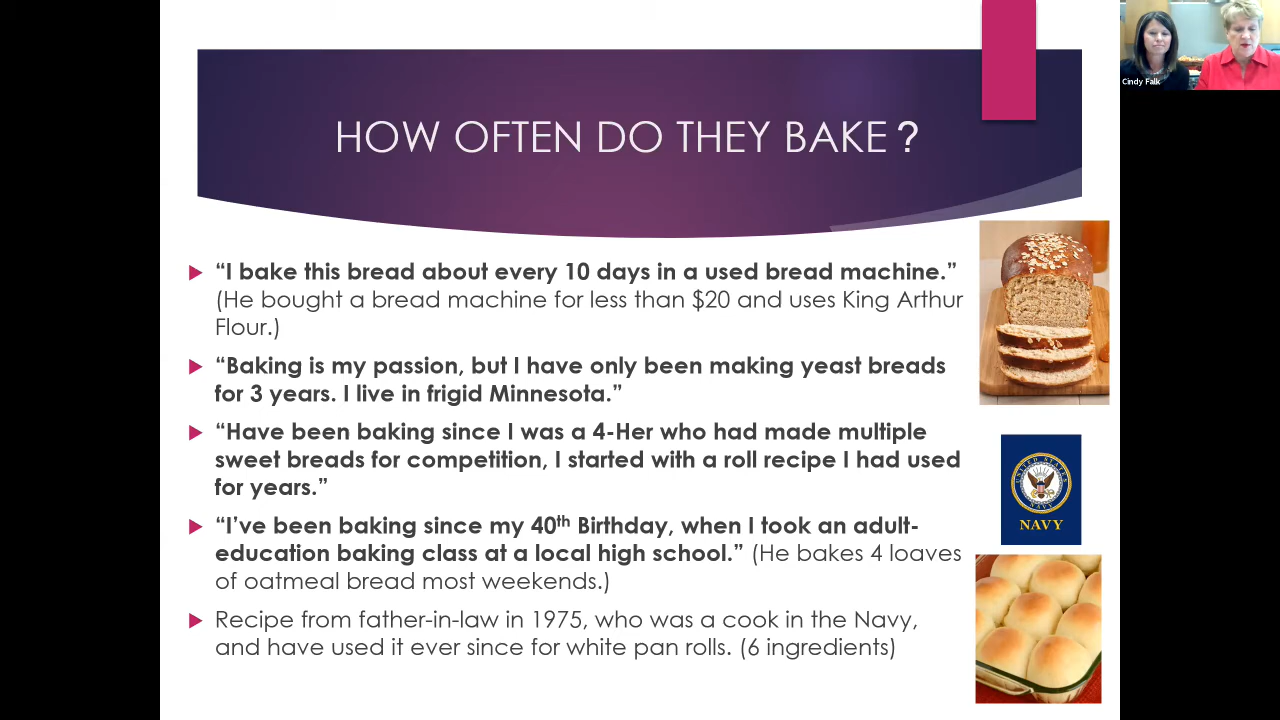 HOW OFTEN DO THEY BAKE ?
Cindy Falk
“I bake this bread about every 10 days in a used bread machine.”
(He bought a bread machine for less than $20 and uses King Arthur
Flour.)
“Baking is my passion, but I have only been making yeast breads
for 3 years. I live in frigid Minnesota.”
“Have been baking since I was a 4-Her who had made multiple
sweet breads for competition, I started with a roll recipe I had used
for years.”
“I’ve been baking since my 40th Birthday, when I took an adult-
education baking class at a local high school.” (He bakes 4 loaves
of oatmeal bread most weekends.)
Recipe from father-in-law in 1975, who was a cook in the Navy,
and have used it ever since for white pan rolls. (6 ingredients)
UNITED STATES
NAVY
NAVY